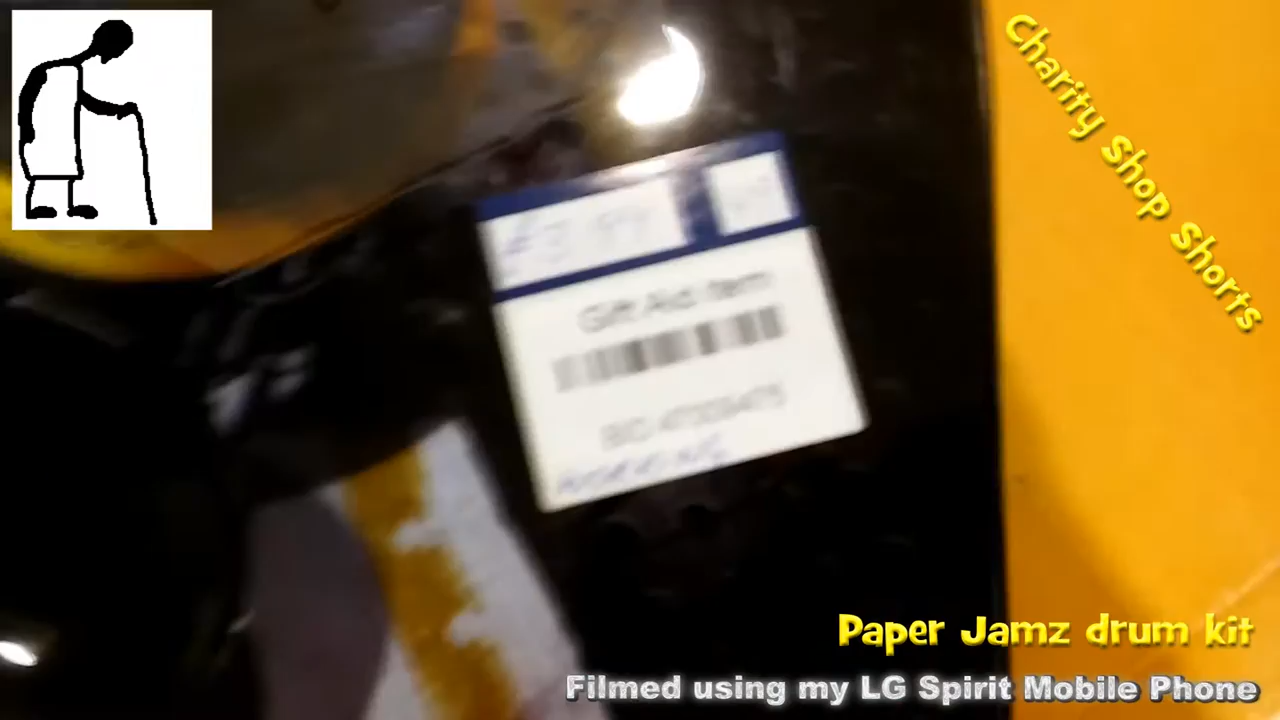 Charity Shop Shorts
Gift Aid Item
Paper Jamz drum kit
Filmed using my LG Spirit Mobile Phone